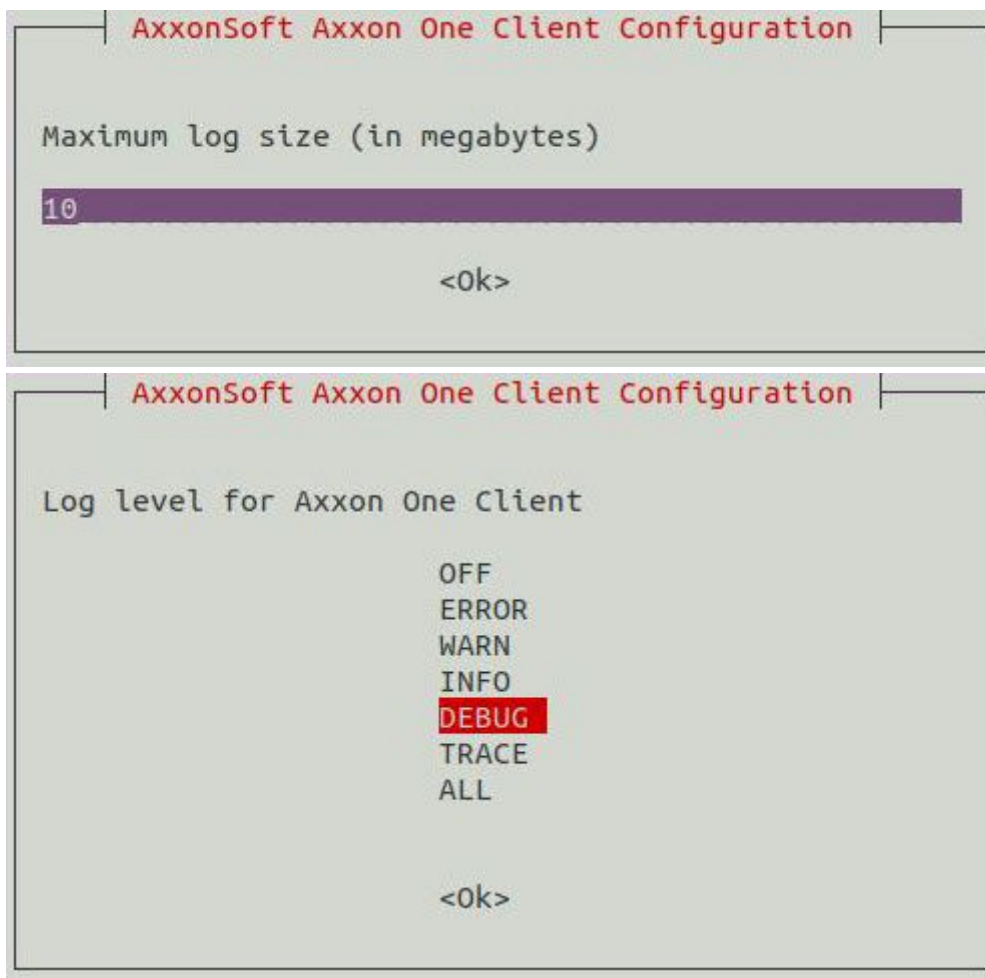 AxxonSoft Axxon One Client Configuration
Maximum log size (in megabytes)
10
<Ok>
AxxonSoft Axxon One Client Configuration
Log level for Axxon One Client
OFF
ERROR
WARN
INFO
DEBUG
TRACE
ALL
<Ok>